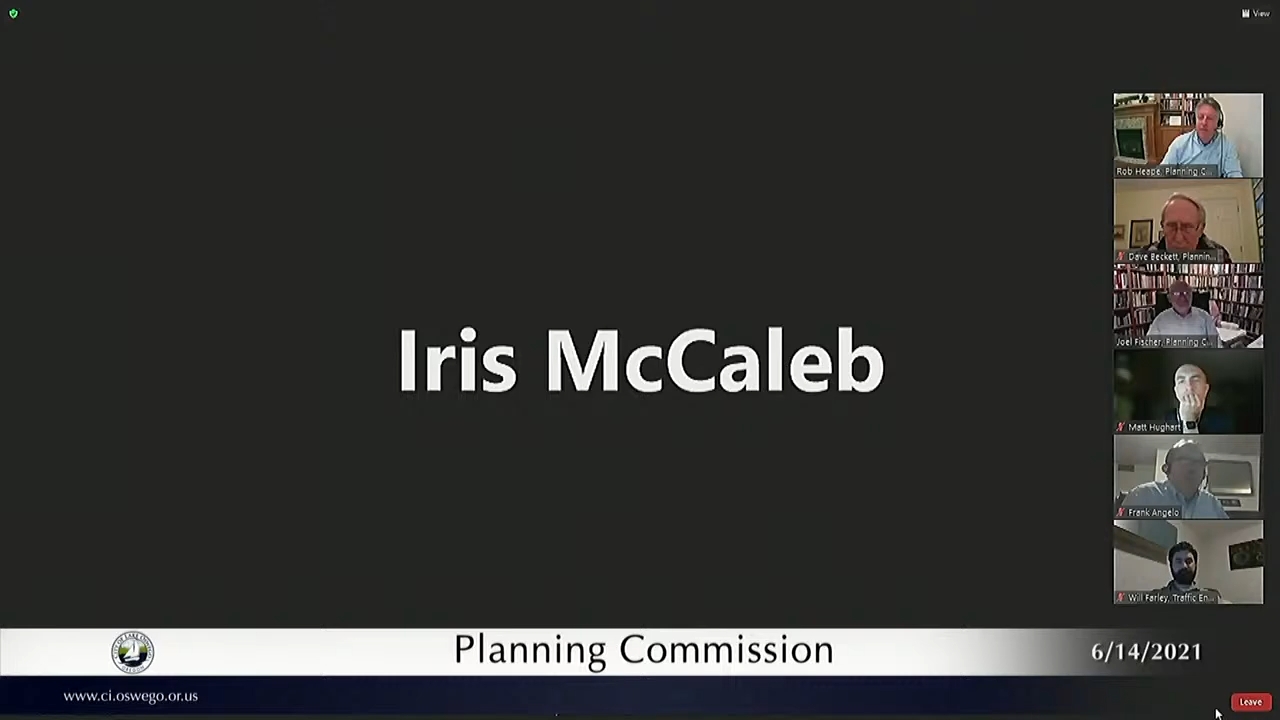 View
Iris McCaleb
Rob Heape, Planning C...
Dave Beckett, Plannin...
Joel Fischer, Planning C...
Matt Hughart
Frank Angelo
Will Farley, Traffic En...
Planning Commission
6/14/2021
www.ci.oswego.or.us
Leave